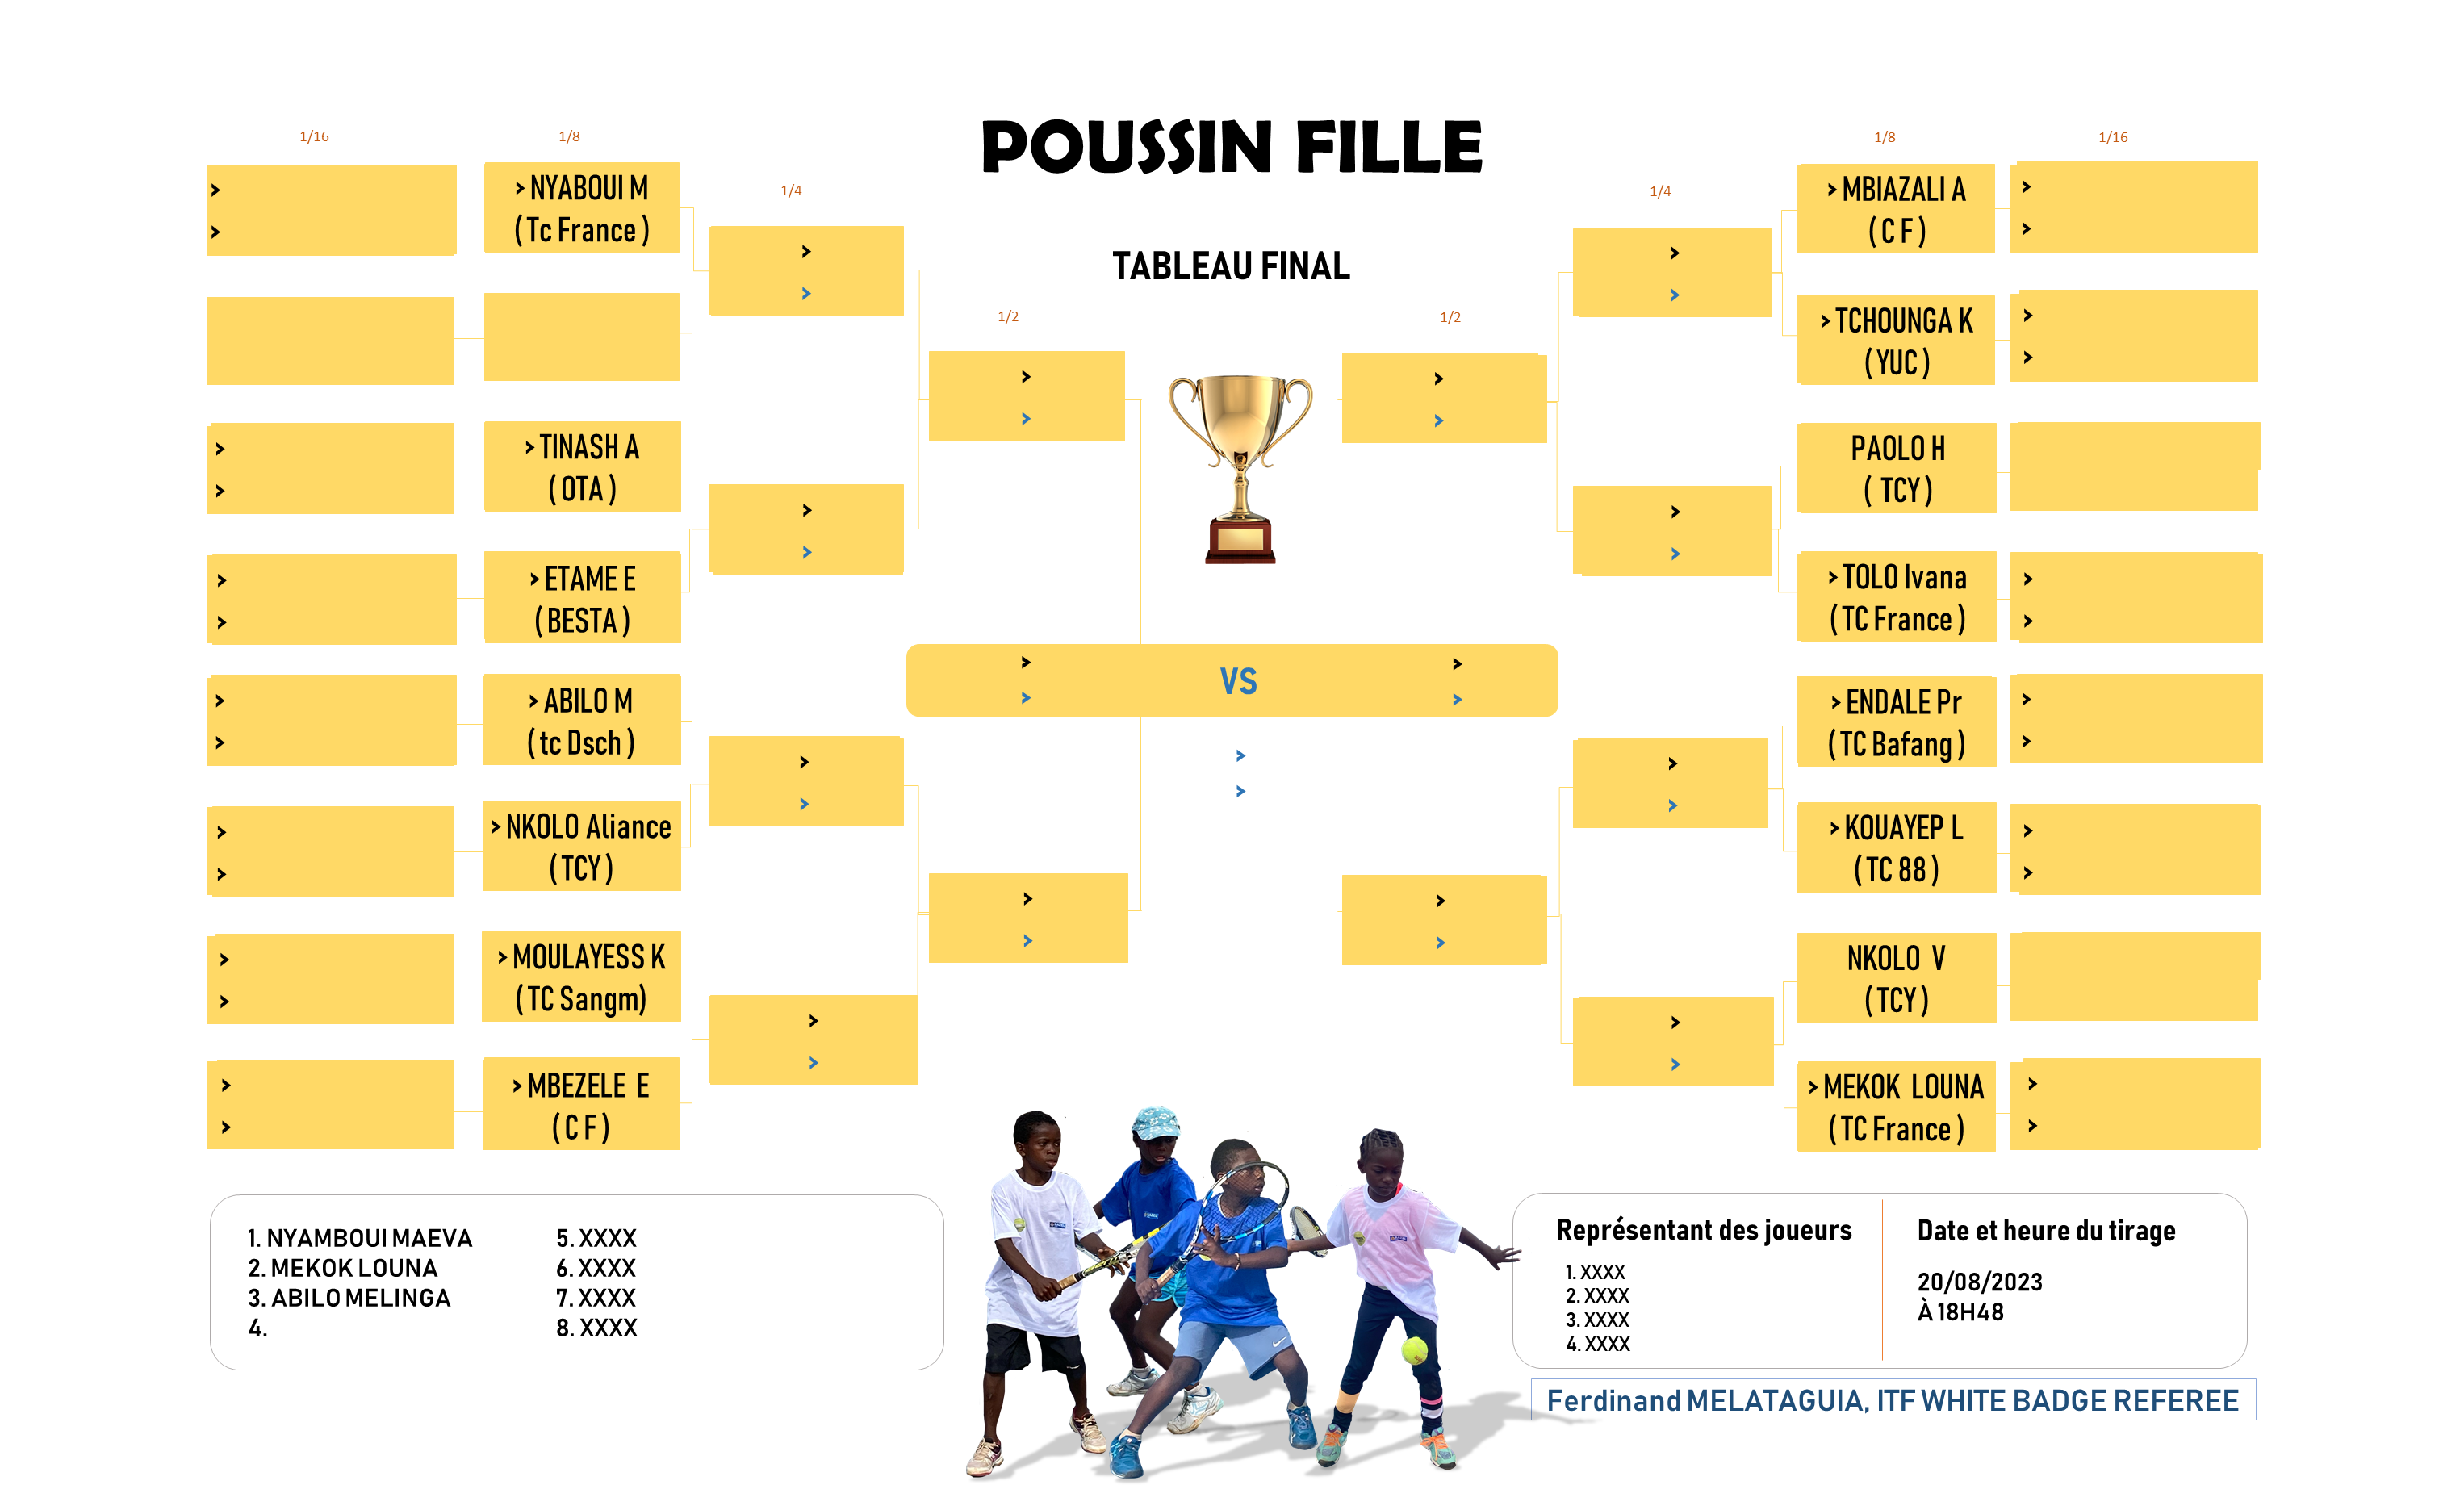 POUSSIN FILLE
TABLEAU FINAL
1/16
1/8
1/4
1/2
1/2
1/4
1/8
1/16
> NYABOUI M
( Tc France )
> TINASH A
( OTA )
> ETAME E
( BESTA )
> ABILO M
( tc Dsch )
> NKOLO Aliance
( TCY )
> MOULAYESS K
( TC Sangm)
> MBEZELE E
( C F )
VS
> MBIAZALI A
( C F )
> TCHOUNGA K
( YUC )
PAOLO H
( TCY )
> TOLO Ivana
( TC France )
> ENDALE Pr
( TC Bafang )
> KOUAYEP L
( TC 88 )
NKOLO V
( TCY )
> MEKOK LOUNA
( TC France )
1. NYAMBOUI MAEVA
2. MEKOK LOUNA
3. ABILO MELINGA
4.
5. XXXX
6. XXXX
7. XXXX
8. XXXX
Représentant des joueurs
1. XXXX
2. XXXX
3. XXXX
4. XXXX
Date et heure du tirage
20/08/2023
À 18H48
Ferdinand MELATAGUIA, ITF WHITE BADGE REFEREE